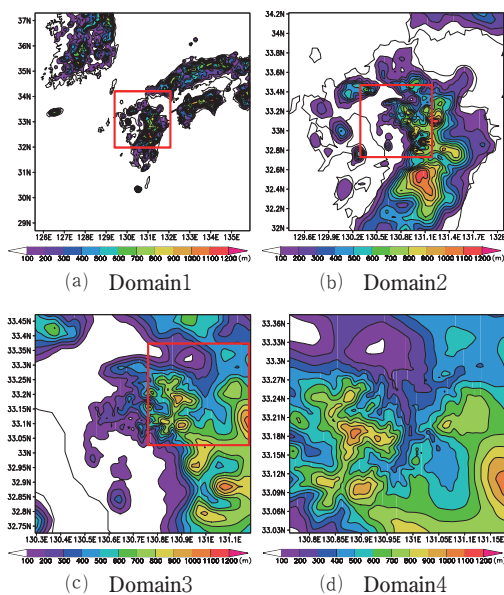 37N
36N
35N
34N
33N
32N
31N
30N
29N
126E 127E 128E 129E 130E 131E 132E 133E 134E 135E
100 200 300 400 500 600 700 800 900 1000 1200 (m)
(a) Domain1
34.2N
34N
33.8N
33.6N
33.4N
33.2N
33N
32.8N
32.6N
32.4N
32.2N
32N
129.6E 129.9E 130.2E 130.5E 130.8E 131.1E 131.4E 131.7E 132E
100 200 300 400 500 600 700 800 900 1000 1200 (m)
(b) Domain2
33.45N
33.4N
33.35N
33.3N
33.25N
33.2N
33.15N
33.1N
33.05N
33N
32.95N
32.9N
32.85N
32.8N
32.75N
130.3E 130.4E 130.5E 130.6E 130.7E 130.8E 130.9E 131E 131.1E
100 200 300 400 500 600 700 800 900 1000 1200 (m)
(c) Domain3
33.36N
33.33N
33.3N
33.27N
33.24N
33.21N
33.18N
33.15N
33.12N
33.09N
33.06N
33.03N
130.8E 130.85E 130.9E 130.95E 131E 131.05E 131.1E 131.15E
100 200 300 400 500 600 700 800 900 1000 1200 (m)
(d) Domain4